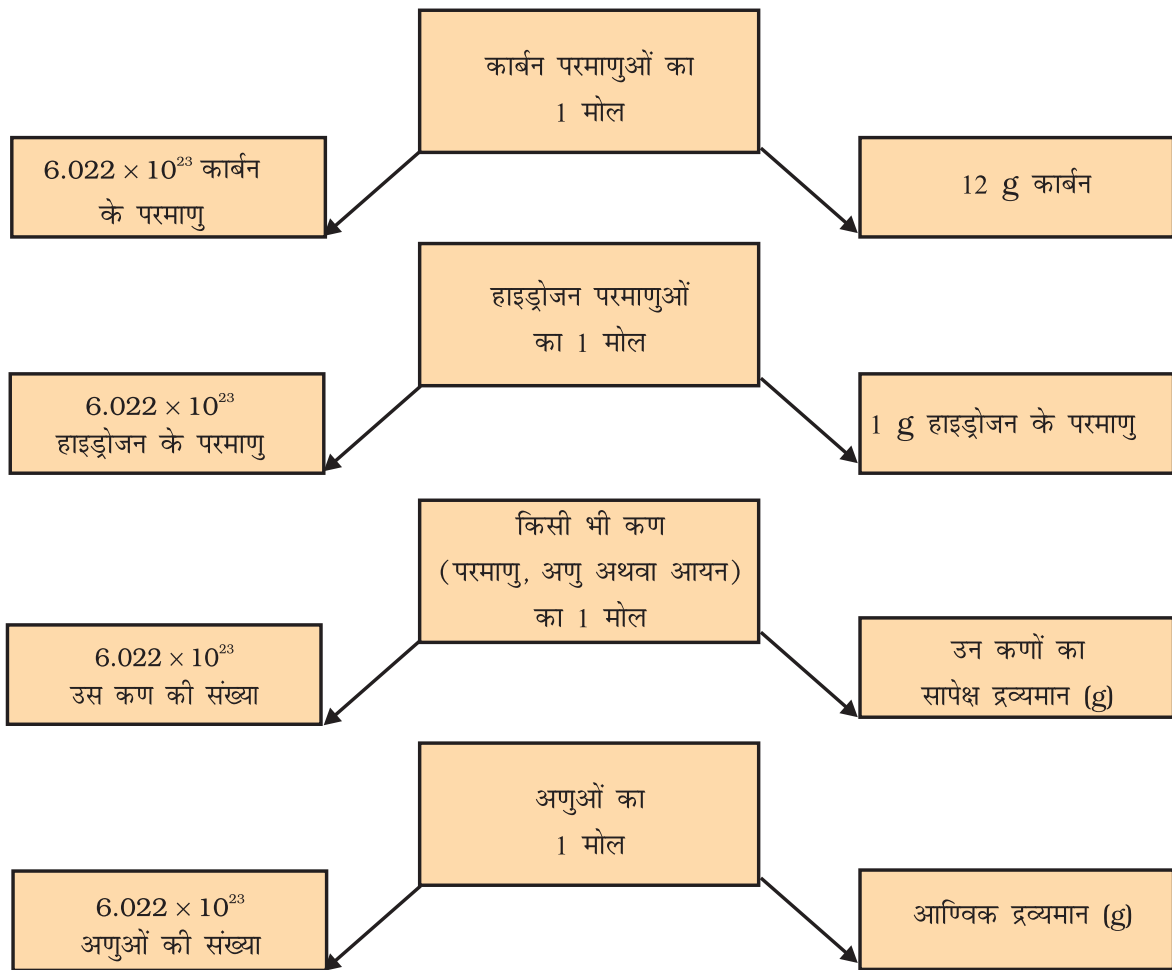 कार्बन परमाणुओं का
1 मोल
6.022 × 10²³ कार्बन
के परमाणु
12 g कार्बन
हाइड्रोजन परमाणुओं
का 1 मोल
6.022 × 10²³
हाइड्रोजन के परमाणु
1 g हाइड्रोजन के परमाणु
किसी भी कण
(परमाणु, अणु अथवा आयन)
का 1 मोल
6.022 × 10²³
उस कण की संख्या
उन कणों का
सापेक्ष द्रव्यमान (g)
अणुओं का
1 मोल
6.022 × 10²³
अणुओं की संख्या
आण्विक द्रव्यमान (g)